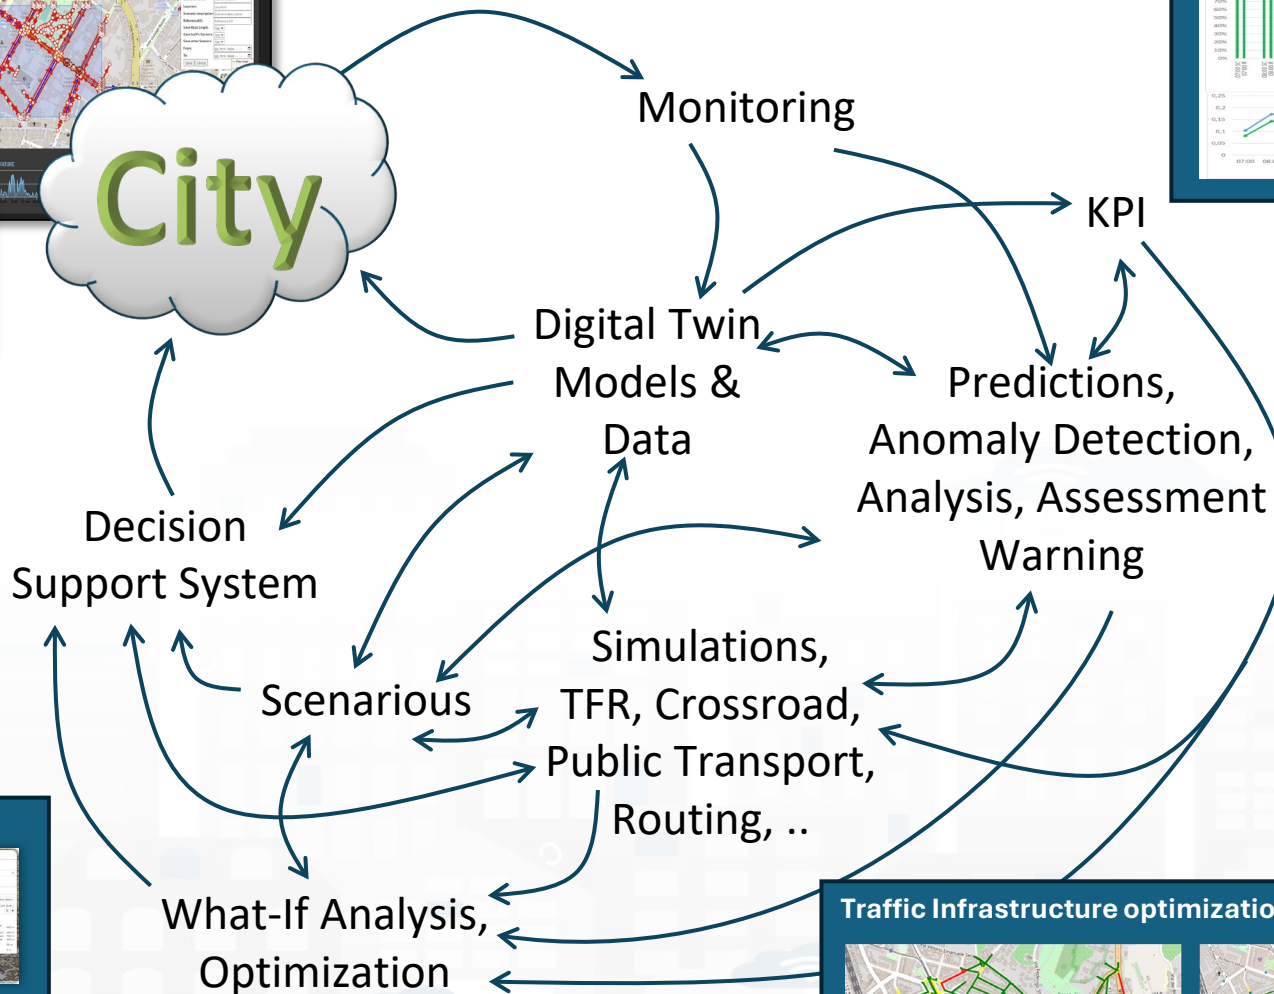 City
Monitoring
KPI
Digital Twin
Models &
Data
Predictions,
Anomaly Detection,
Analysis, Assessment
Warning
Decision
Support System
Scenarious
Simulations,
TFR, Crossroad,
Public Transport,
Routing, ..
What-If Analysis,
Optimization
Traffic Infrastructure optimizatio